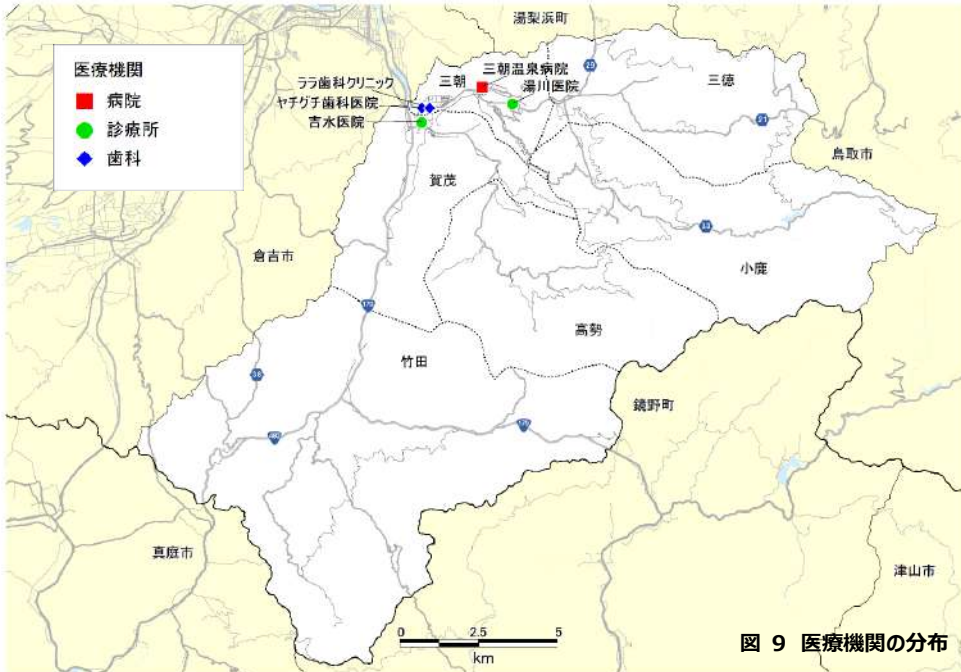 湯梨浜町
医療機関
病院
診療所
歯科
ララ歯科クリニック
ヤチグチ歯科医院
吉水医院
三朝
三朝温泉病院
湯川医院
29
三徳
21
鳥取市
賀茂
33
倉吉市
小鹿
179
高勢
竹田
38
鏡野町
482
179
真庭市
津山市
0 2.5 5
km
図 9 医療機関の分布